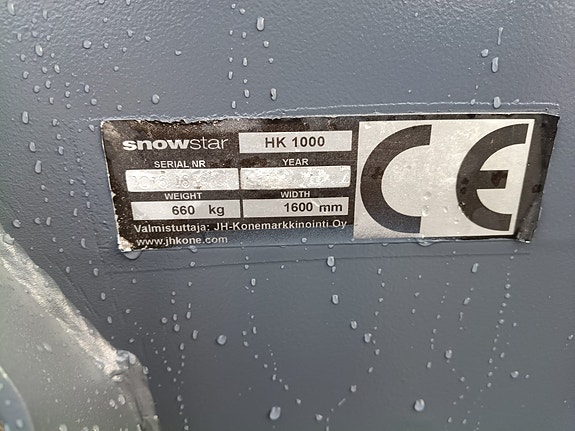 snowstar HK 1000
SERIAL NR YEAR
WEIGHT WIDTH
660 kg 1600 mm
Valmistuttaja: JH-Konemarkkinointi Oy
www.jhkone.com
CE